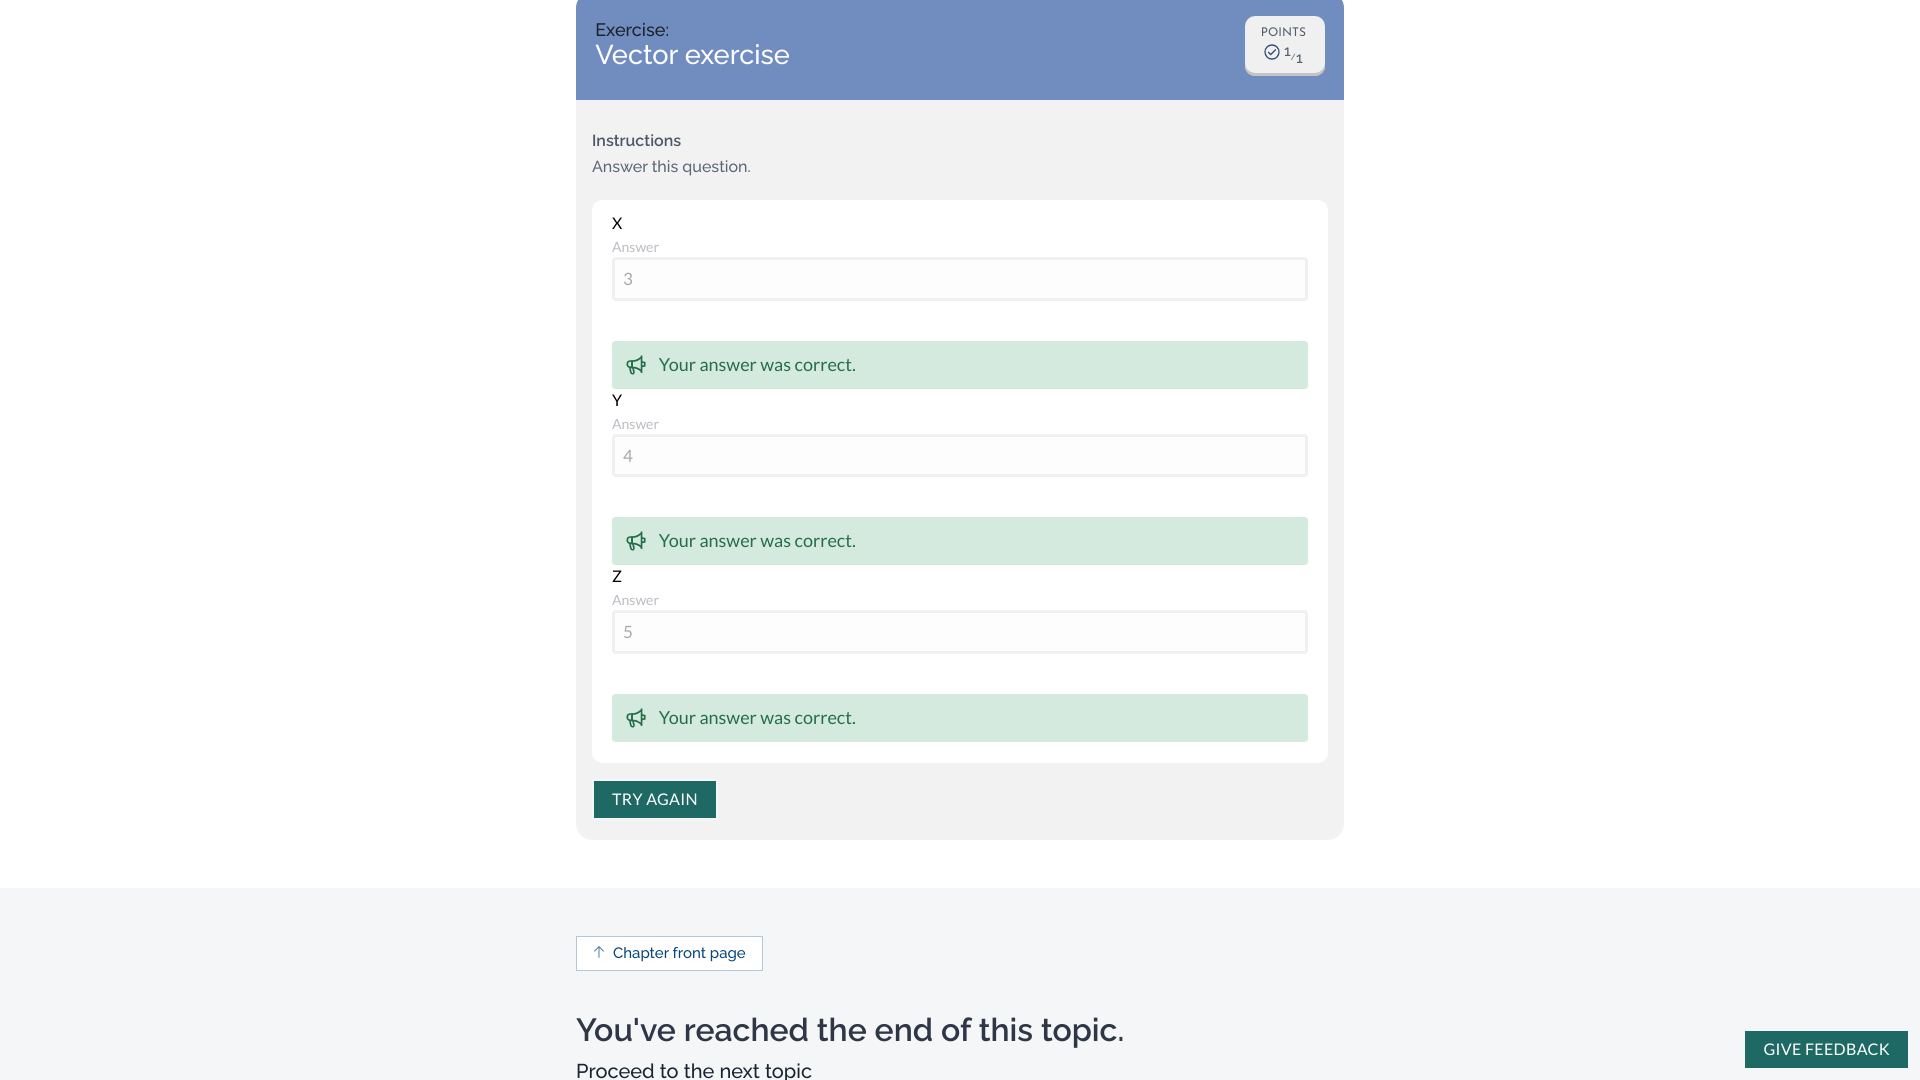 Exercise:
Vector exercise
POINTS
1/1
Instructions
Answer this question.
X
Answer
3
Your answer was correct.
Y
Answer
4
Your answer was correct.
Z
Answer
5
Your answer was correct.
TRY AGAIN
Chapter front page
You've reached the end of this topic.
Proceed to the next topic
GIVE FEEDBACK